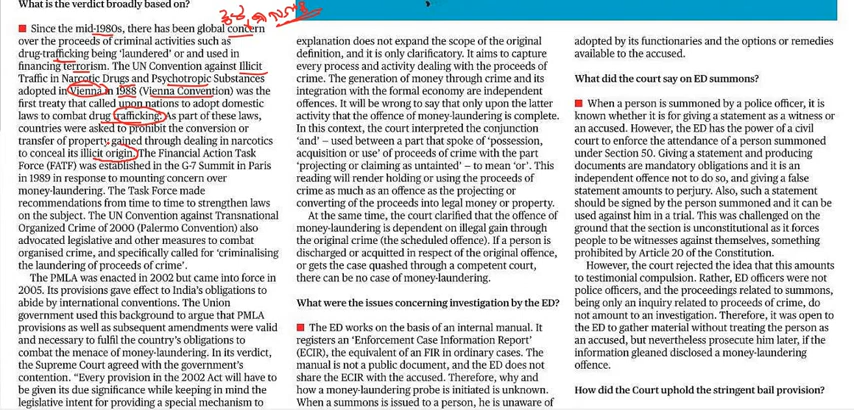 What is the verdict broadly based on?
■ Since the mid-1980s, there has been global concern
over the proceeds of criminal activities such as
drug-trafficking being 'laundered' or and used in
financing terrorism. The UN Convention against Illicit
Traffic in Narcotic Drugs and Psychotropic Substances
adopted in Vienna in 1988 (Vienna Convention) was the
first treaty that called upon nations to adopt domestic
laws to combat drug trafficking. As part of these laws,
countries were asked to prohibit the conversion or
transfer of property gained through dealing in narcotics
to conceal its illicit origin. The Financial Action Task
Force (FATF) was established in the G-7 Summit in Paris
in 1989 in response to mounting concern over
money-laundering. The Task Force made
recommendations from time to time to strengthen laws
on the subject. The UN Convention against Transnational
Organized Crime of 2000 (Palermo Convention) also
advocated legislative and other measures to combat
organised crime, and specifically called for 'criminalising
the laundering of proceeds of crime'.
The PMLA was enacted in 2002 but came into force in
2005. Its provisions gave effect to India's obligations to
abide by international conventions. The Union
government used this background to argue that PMLA
provisions as well as subsequent amendments were valid
and necessary to fulfil the country's obligations to
combat the menace of money-laundering. In its verdict,
the Supreme Court agreed with the government's
contention. "Every provision in the 2002 Act will have to
be given its due significance while keeping in mind the
legislative intent for providing a special mechanism to
explanation does not expand the scope of the original
definition, and it is only clarificatory. It aims to capture
every process and activity dealing with the proceeds of
crime. The generation of money through crime and its
integration with the formal economy are independent
offences. It will be wrong to say that only upon the latter
activity that the offence of money-laundering is complete.
In this context, the court interpreted the conjunction
'and' – used between a part that spoke of 'possession,
acquisition or use' of proceeds of crime with the part
'projecting or claiming as untainted' – to mean 'or'. This
reading will render holding or using the proceeds of
crime as much as an offence as the projecting or
converting of the proceeds into legal money or property.
At the same time, the court clarified that the offence of
money-laundering is dependent on illegal gain through
the original crime (the scheduled offence). If a person is
discharged or acquitted in respect of the original offence,
or gets the case quashed through a competent court,
there can be no case of money-laundering.
What were the issues concerning investigation by the ED?
■ The ED works on the basis of an internal manual. It
registers an 'Enforcement Case Information Report'
(ECIR), the equivalent of an FIR in ordinary cases. The
manual is not a public document, and the ED does not
share the ECIR with the accused. Therefore, why and
how a money-laundering probe is initiated is unknown.
When a summons is issued to a person, he is unaware of
adopted by its functionaries and the options or remedies
available to the accused.
What did the court say on ED summons?
■ When a person is summoned by a police officer, it is
known whether it is for giving a statement as a witness or
an accused. However, the ED has the power of a civil
court to enforce the attendance of a person summoned
under Section 50. Giving a statement and producing
documents are mandatory obligations and it is an
independent offence not to do so, and giving a false
statement amounts to perjury. Also, such a statement
should be signed by the person summoned and it can be
used against him in a trial. This was challenged on the
ground that the section is unconstitutional as it forces
people to be witnesses against themselves, something
prohibited by Article 20 of the Constitution.
However, the court rejected the idea that this amounts
to testimonial compulsion. Rather, ED officers were not
police officers, and the proceedings related to summons,
being only an inquiry related to proceeds of crime, do
not amount to an investigation. Therefore, it was open to
the ED to gather material without treating the person as
an accused, but nevertheless prosecute him later, if the
information gleaned disclosed a money-laundering
offence.
How did the Court uphold the stringent bail provision?